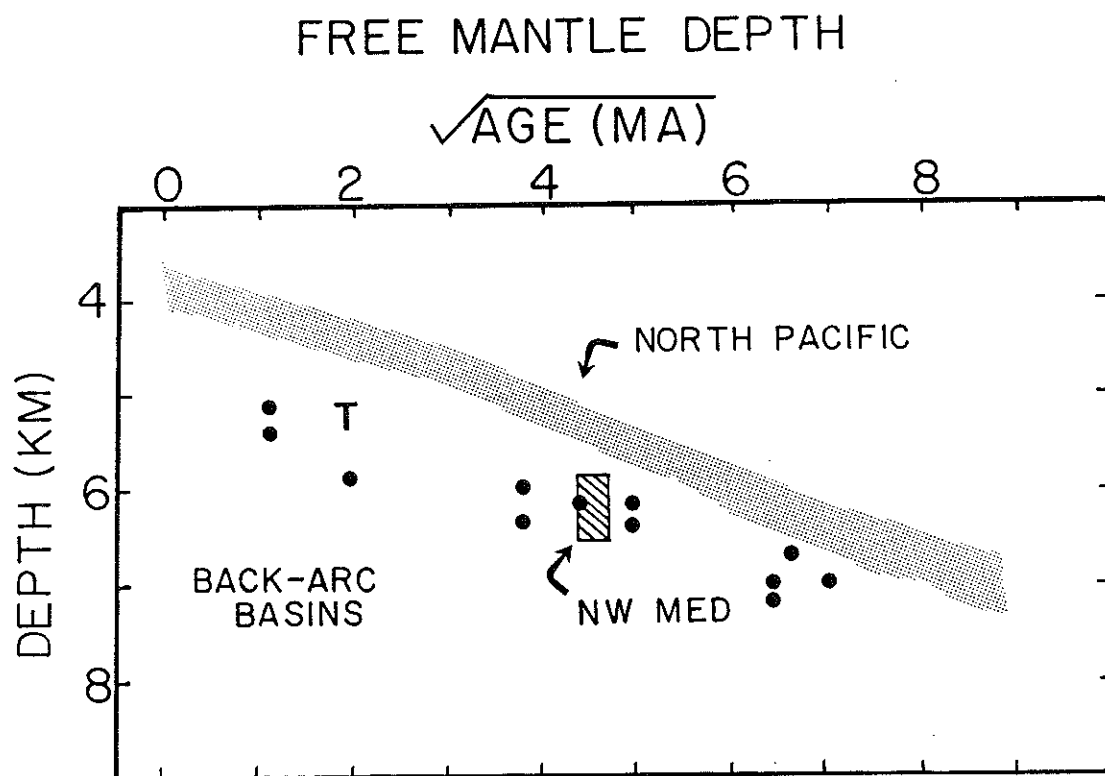 FREE MANTLE DEPTH
√AGE (MA)
0 2 4 6 8
4
NORTH PACIFIC
T
DEPTH (KM)
6
BACK-ARC
BASINS
NW MED
8